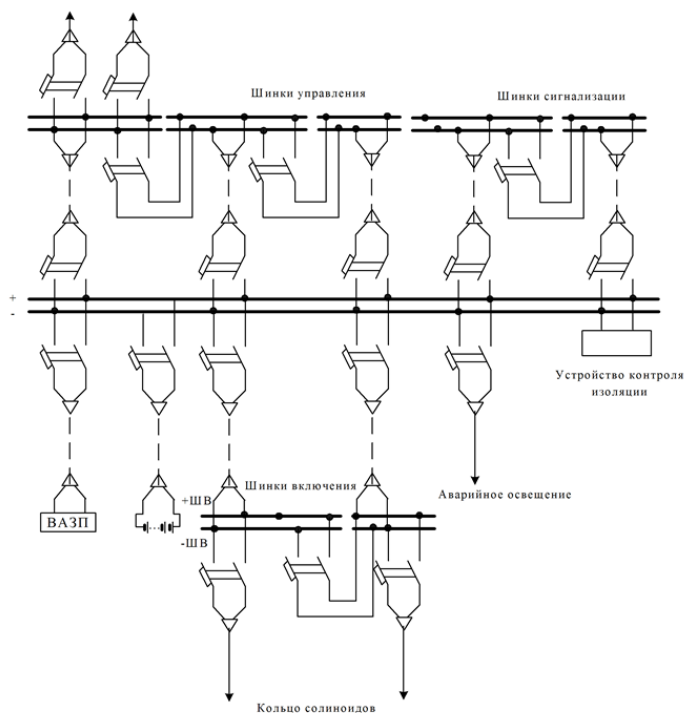 Шинки управления
Шинки сигнализации
+
-
Устройство контроля
изоляции
Шинки включения
Аварийное освещение
+ШВ
ВАЗП
-ШВ
Кольцо солиноидов